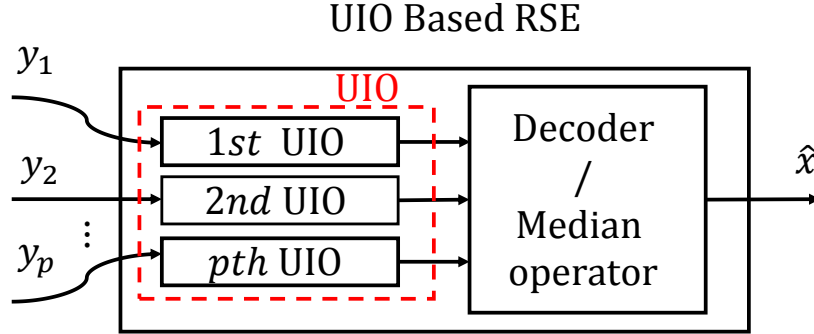 UIO Based RSE
y₁
UIO
1st UIO
Decoder
/
Median
operator
y₂
2nd UIO
x̂
⋮
yₚ
pth UIO